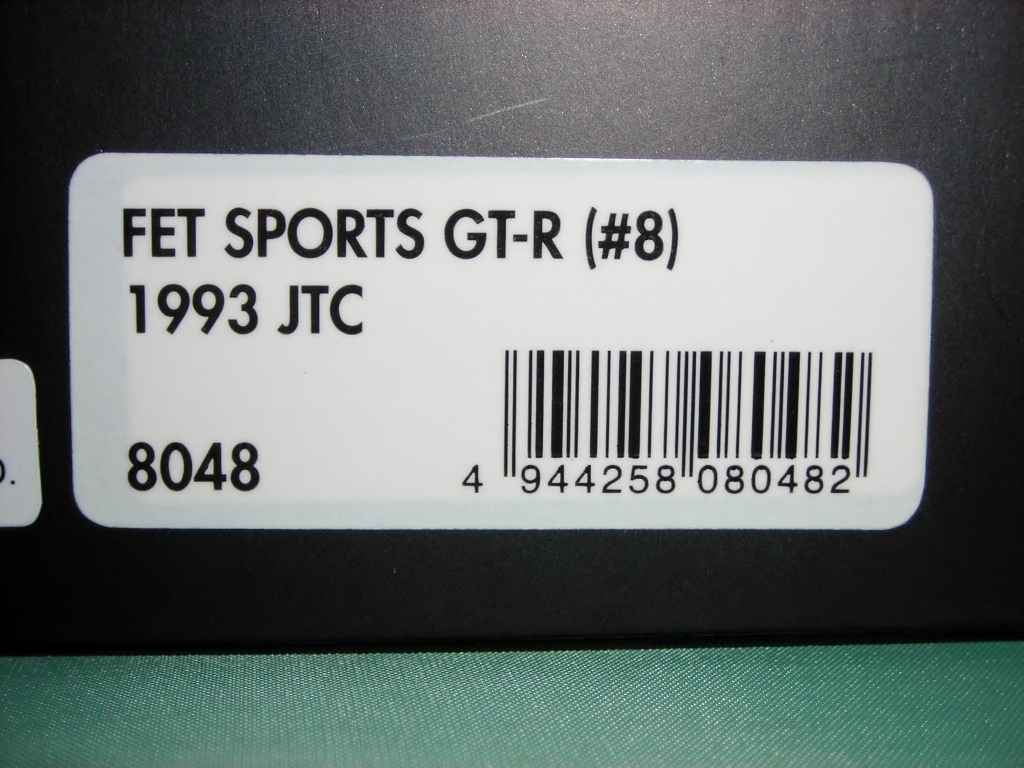 FET SPORTS GT-R (#8)
1993 JTC
8048
4 944258 080482